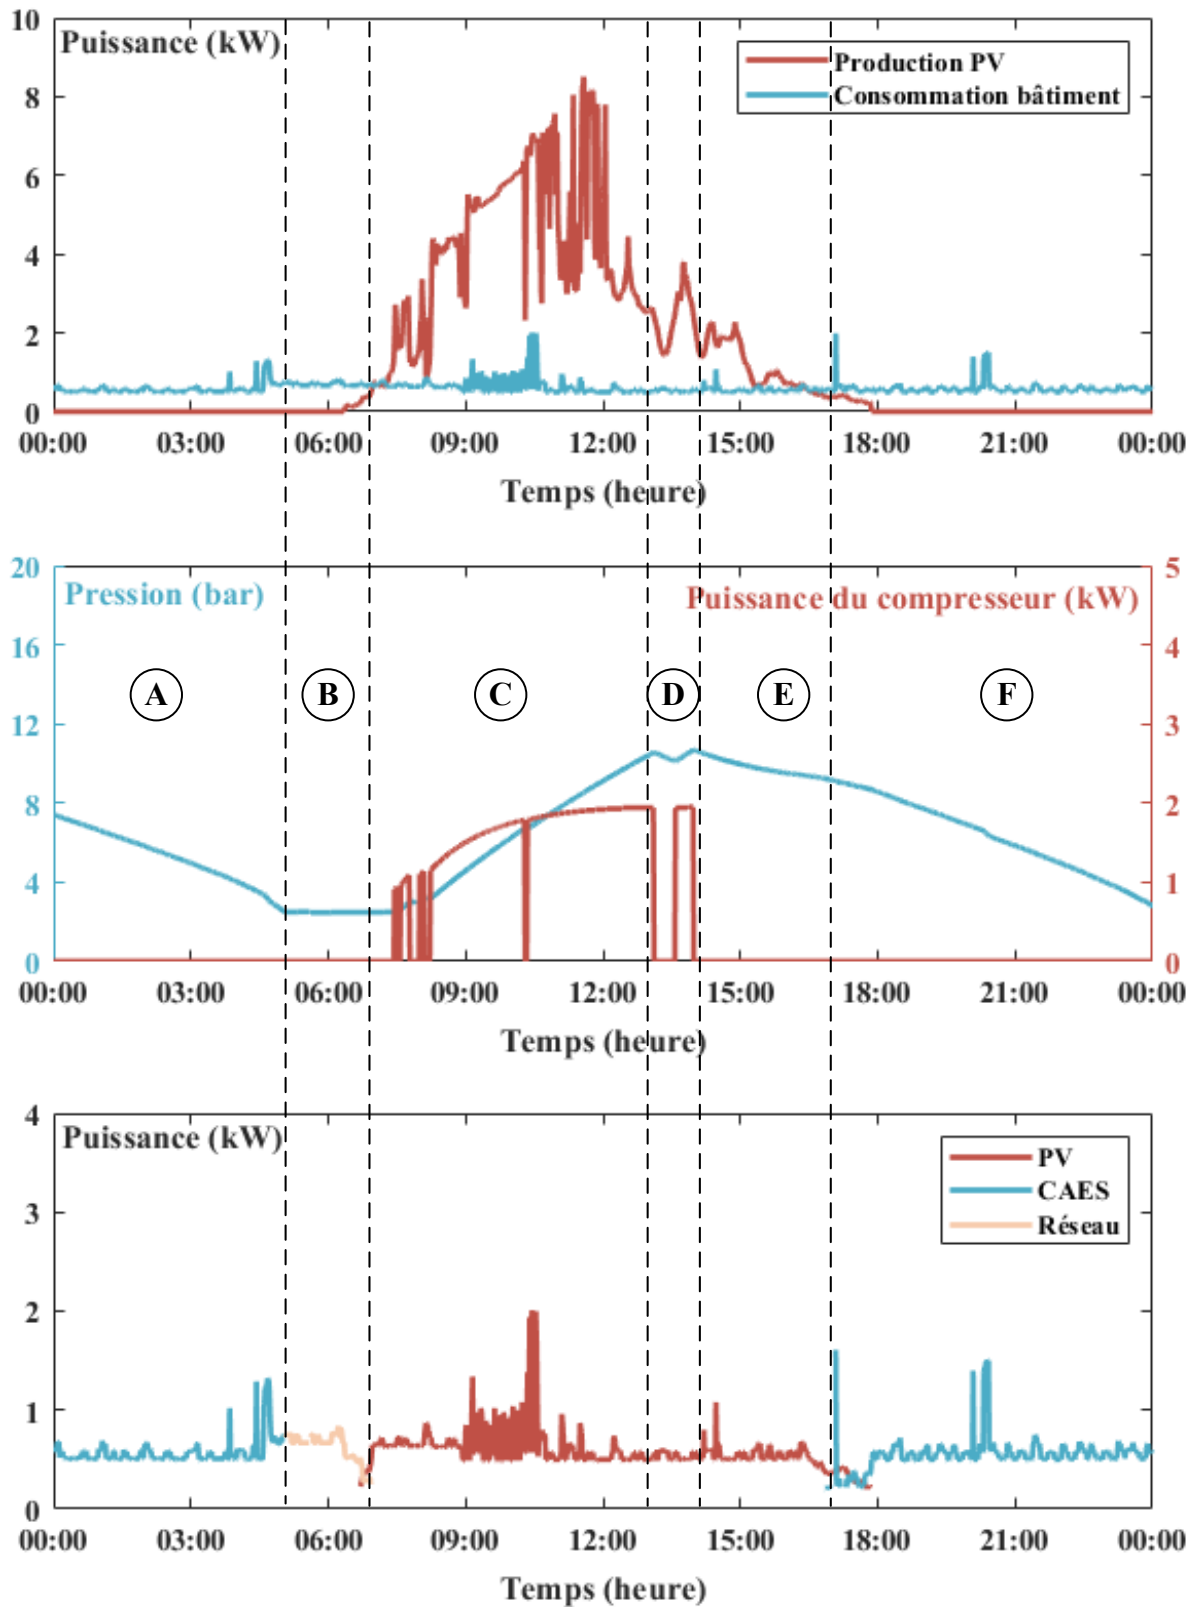 10
Puissance (kW)
Production PV
Consommation bâtiment
8
6
4
2
0
00:00 03:00 06:00 09:00 12:00 15:00 18:00 21:00 00:00
Temps (heure)
20 5
Pression (bar) Puissance du compresseur (kW)
16 4
A B C D E F
12 3
8 2
4 1
0 0
00:00 03:00 06:00 09:00 12:00 15:00 18:00 21:00 00:00
Temps (heure)
4
Puissance (kW)
PV
CAES
Réseau
3
2
1
0
00:00 03:00 06:00 09:00 12:00 15:00 18:00 21:00 00:00
Temps (heure)